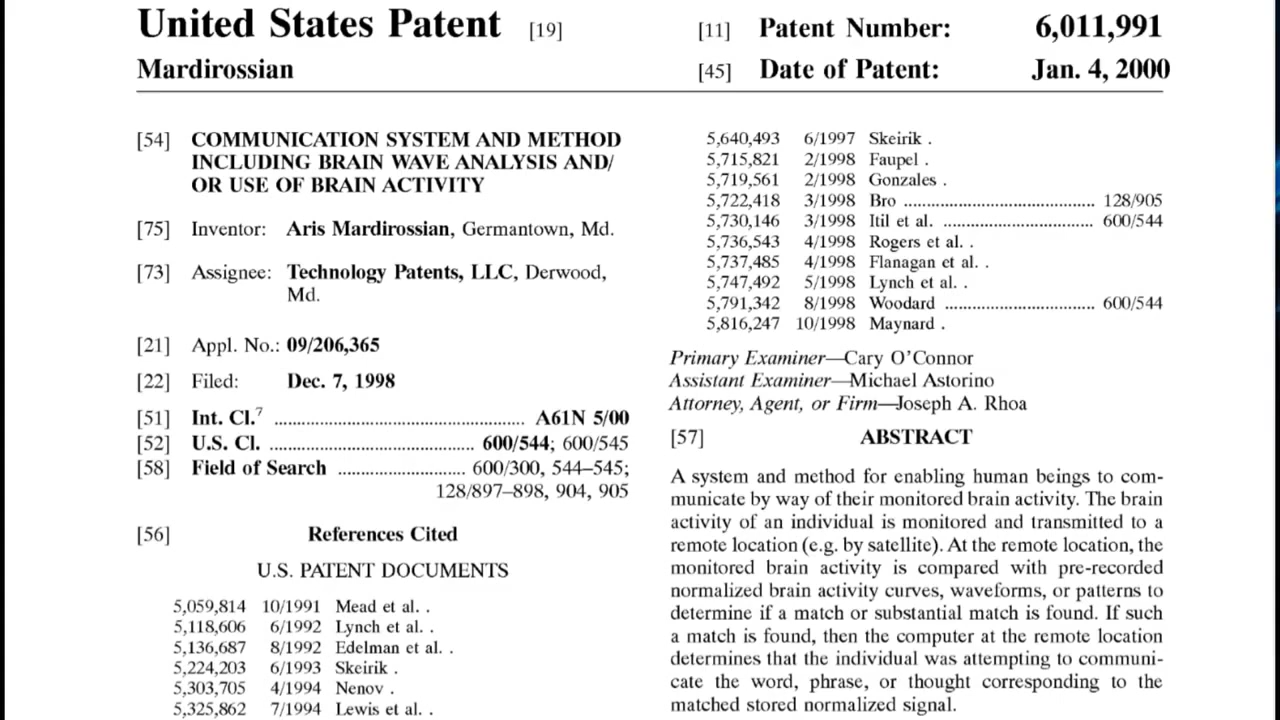 United States Patent [19]
Mardirossian
[11] Patent Number: 6,011,991
[45] Date of Patent: Jan. 4, 2000
[54] COMMUNICATION SYSTEM AND METHOD
INCLUDING BRAIN WAVE ANALYSIS AND/
OR USE OF BRAIN ACTIVITY
[75] Inventor: Aris Mardirossian, Germantown, Md.
[73] Assignee: Technology Patents, LLC, Derwood,
Md.
[21] Appl. No.: 09/206,365
[22] Filed: Dec. 7, 1998
[51] Int. Cl.7 .................................................. A61N 5/00
[52] U.S. Cl. ......................................... 600/544; 600/545
[58] Field of Search ......................... 600/300, 544–545;
128/897–898, 904, 905
[56] References Cited
U.S. PATENT DOCUMENTS
5,059,814 10/1991 Mead et al. .
5,118,606 6/1992 Lynch et al. .
5,136,687 8/1992 Edelman et al. .
5,224,203 6/1993 Skeirik .
5,303,705 4/1994 Nenov .
5,325,862 7/1994 Lewis et al. .
5,640,493 6/1997 Skeirik .
5,715,821 2/1998 Faupel .
5,719,561 2/1998 Gonzales .
5,722,418 3/1998 Bro ...................................... 128/905
5,730,146 3/1998 Itil et al. .............................. 600/544
5,736,543 4/1998 Rogers et al. .
5,737,485 4/1998 Flanagan et al. .
5,747,492 5/1998 Lynch et al. .
5,791,342 8/1998 Woodard .............................. 600/544
5,816,247 10/1998 Maynard .
Primary Examiner—Cary O'Connor
Assistant Examiner—Michael Astorino
Attorney, Agent, or Firm—Joseph A. Rhoa
[57] ABSTRACT
A system and method for enabling human beings to com-
municate by way of their monitored brain activity. The brain
activity of an individual is monitored and transmitted to a
remote location (e.g. by satellite). At the remote location, the
monitored brain activity is compared with pre-recorded
normalized brain activity curves, waveforms, or patterns to
determine if a match or substantial match is found. If such
a match is found, then the computer at the remote location
determines that the individual was attempting to communi-
cate the word, phrase, or thought corresponding to the
matched stored normalized signal.